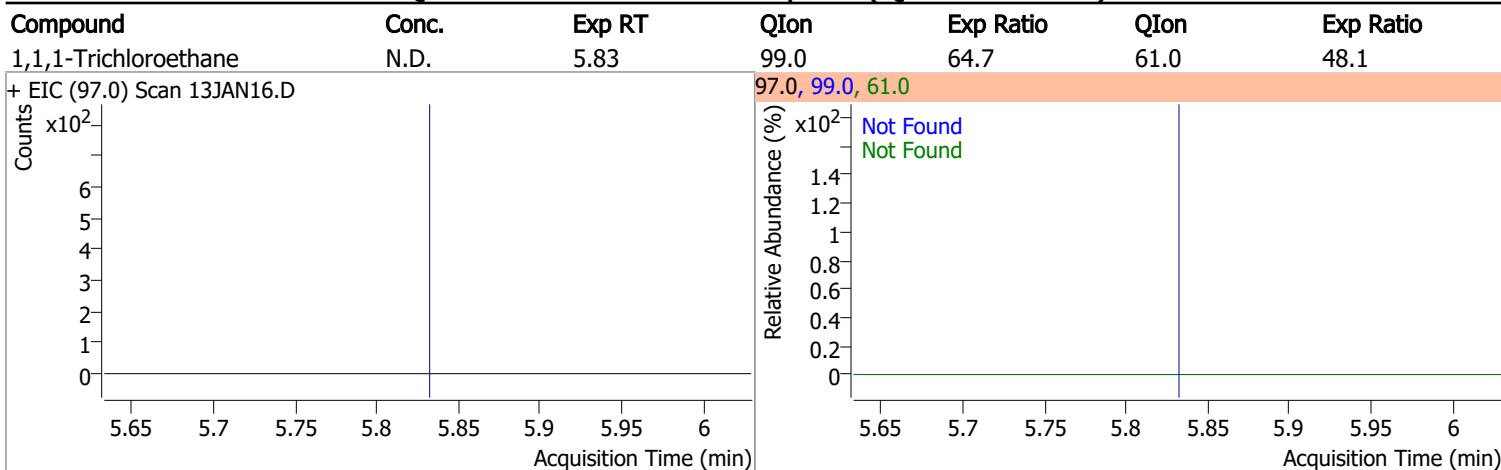 Compound Conc. Exp RT QIon Exp Ratio QIon Exp Ratio
1,1,1-Trichloroethane N.D. 5.83 99.0 64.7 61.0 48.1
+ EIC (97.0) Scan 13JAN16.D
Counts
x10²
6
5
4
3
2
1
0
5.65 5.7 5.75 5.8 5.85 5.9 5.95 6
Acquisition Time (min)
97.0, 99.0, 61.0
Relative Abundance (%)
x10²
Not Found
Not Found
1.4
1.2
1
0.8
0.6
0.4
0.2
0
5.65 5.7 5.75 5.8 5.85 5.9 5.95 6
Acquisition Time (min)